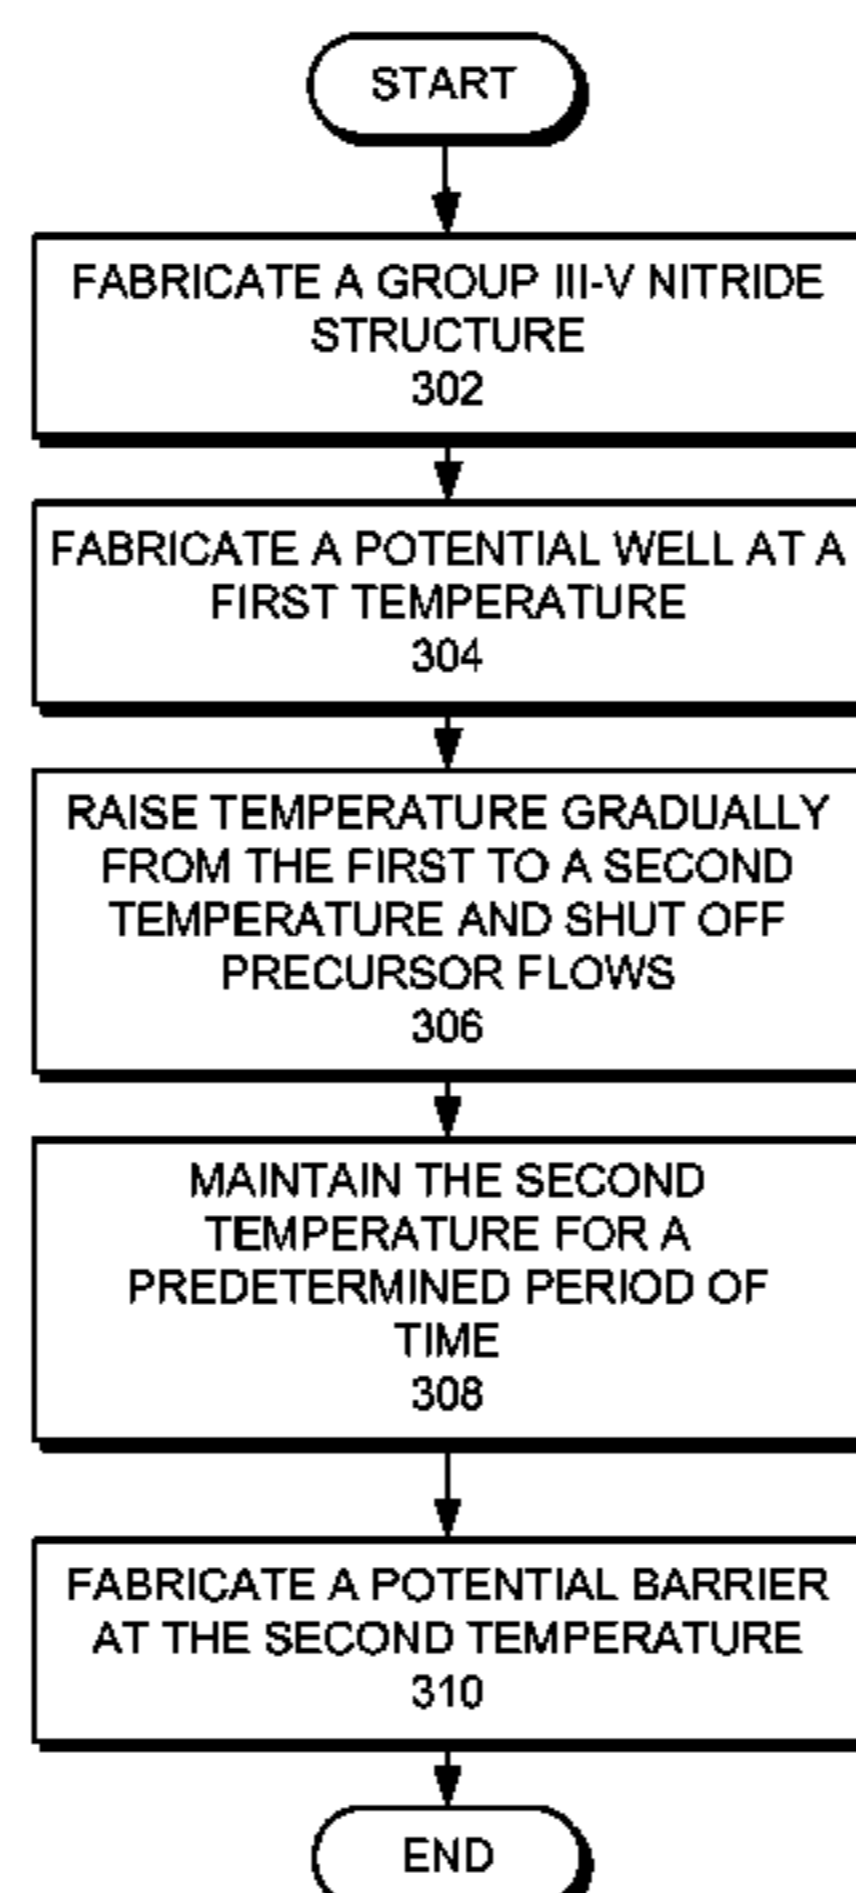 START
FABRICATE A GROUP III-V NITRIDE
STRUCTURE
302
FABRICATE A POTENTIAL WELL AT A
FIRST TEMPERATURE
304
RAISE TEMPERATURE GRADUALLY
FROM THE FIRST TO A SECOND
TEMPERATURE AND SHUT OFF
PRECURSOR FLOWS
306
MAINTAIN THE SECOND
TEMPERATURE FOR A
PREDETERMINED PERIOD OF
TIME
308
FABRICATE A POTENTIAL BARRIER
AT THE SECOND TEMPERATURE
310
END